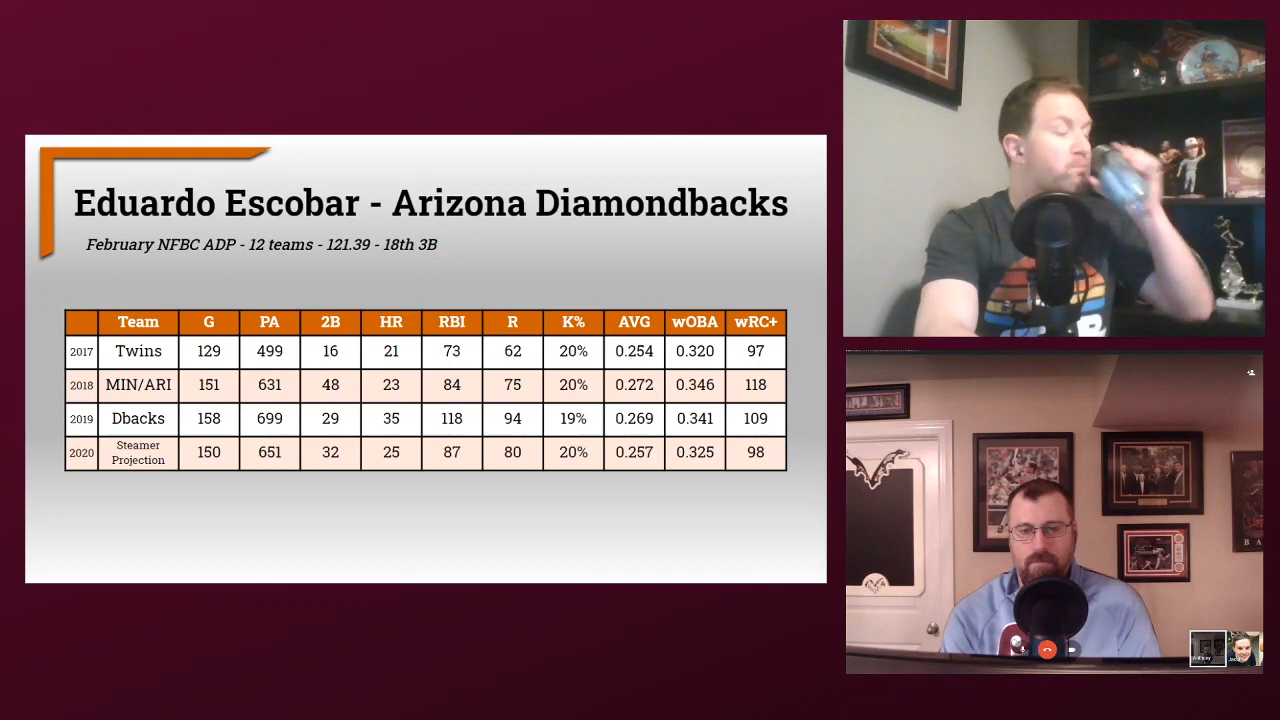 Eduardo Escobar - Arizona Diamondbacks
February NFBC ADP - 12 teams - 121.39 - 18th 3B
Team G PA 2B HR RBI R K% AVG wOBA wRC+
2017 Twins 129 499 16 21 73 62 20% 0.254 0.320 97
2018 MIN/ARI 151 631 48 23 84 75 20% 0.272 0.346 118
2019 Dbacks 158 699 29 35 118 94 19% 0.269 0.341 109
2020 Steamer Projection 150 651 32 25 87 80 20% 0.257 0.325 98
Anthony